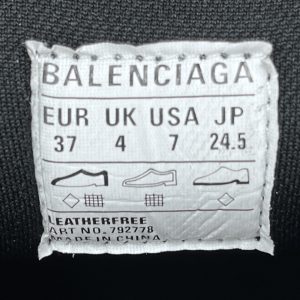 BALENCIAGA
EUR UK USA JP
37 4 7 24.5
LEATHERFREE
ART NO. 792778
MADE IN CHINA